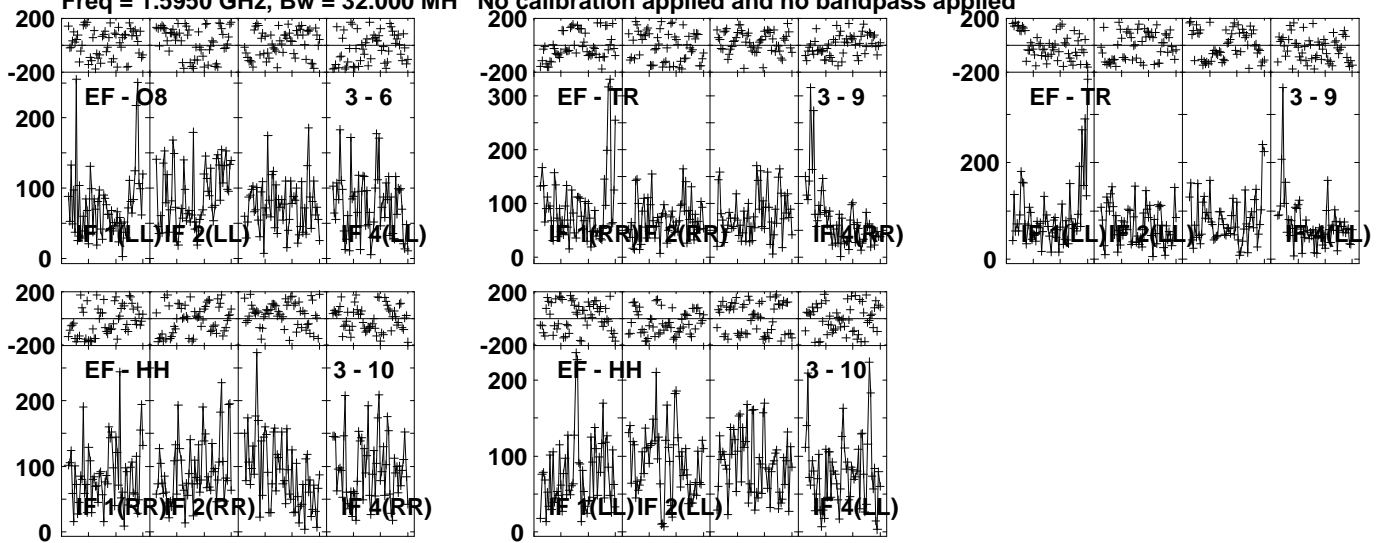 Freq = 1.5950 GHz, Bw = 32.000 MH   No calibration applied and no bandpass applied
200
-200
EF - O8
3 - 6
200
100
0
IF 1(LL)
IF 2(LL)
IF 4(LL)
200
-200
EF - TR
3 - 9
300
200
100
0
IF 1(RR)
IF 2(RR)
IF 4(RR)
200
-200
EF - TR
3 - 9
200
0
IF 1(LL)
IF 2(LL)
IF 4(LL)
200
-200
EF - HH
3 - 10
200
100
0
IF 1(RR)
IF 2(RR)
IF 4(RR)
200
-200
EF - HH
3 - 10
200
100
0
IF 1(LL)
IF 2(LL)
IF 4(LL)